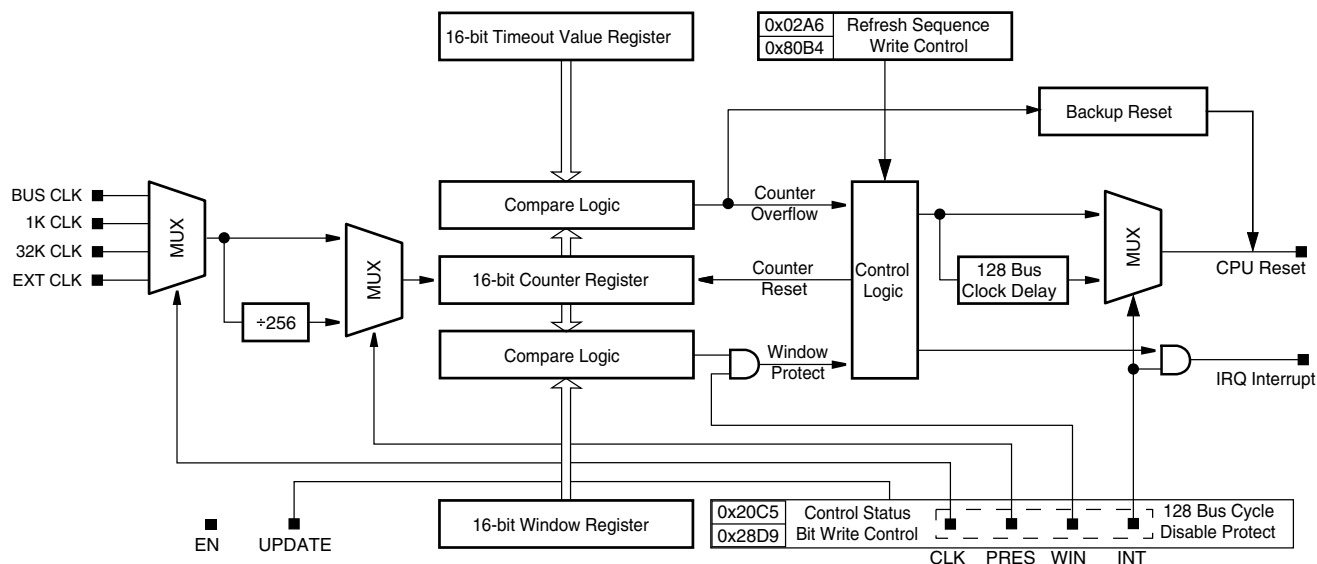 16-bit Timeout Value Register
0x02A6
0x80B4
Refresh Sequence
Write Control
Backup Reset
BUS CLK
1K CLK
32K CLK
EXT CLK
MUX
÷256
MUX
Compare Logic
Counter
Overflow
16-bit Counter Register
Counter
Reset
Compare Logic
Window
Protect
Control
Logic
128 Bus
Clock Delay
MUX
CPU Reset
IRQ Interrupt
16-bit Window Register
EN
UPDATE
0x20C5
0x28D9
Control Status
Bit Write Control
128 Bus Cycle
Disable Protect
CLK
PRES
WIN
INT